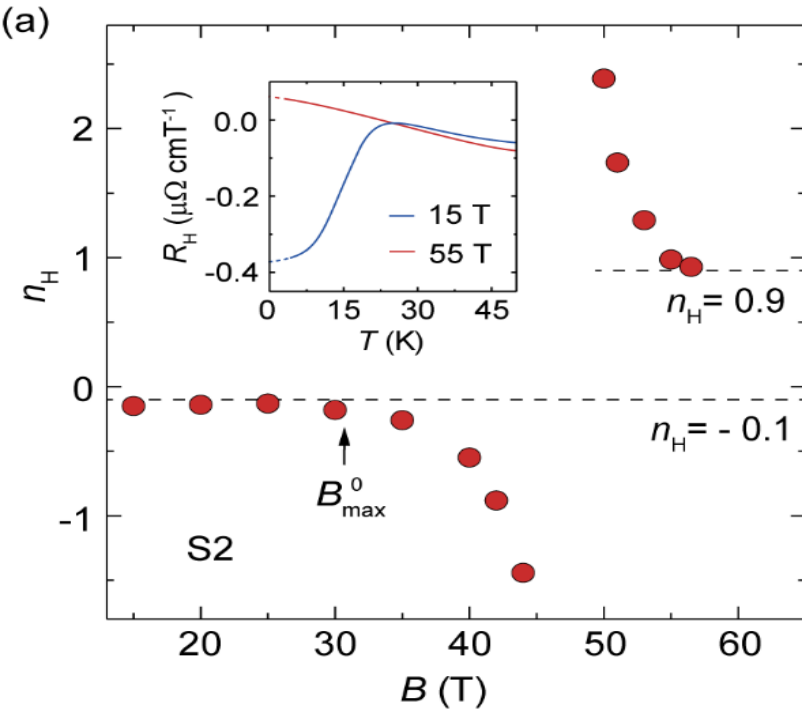 (a)
n_H
2
1
0
-1
R_H (μΩ cmT⁻¹)
0.0
-0.2
-0.4
15 T
55 T
0 15 30 45
T (K)
n_H= 0.9
n_H= - 0.1
B⁰_max
S2
20 30 40 50 60
B (T)